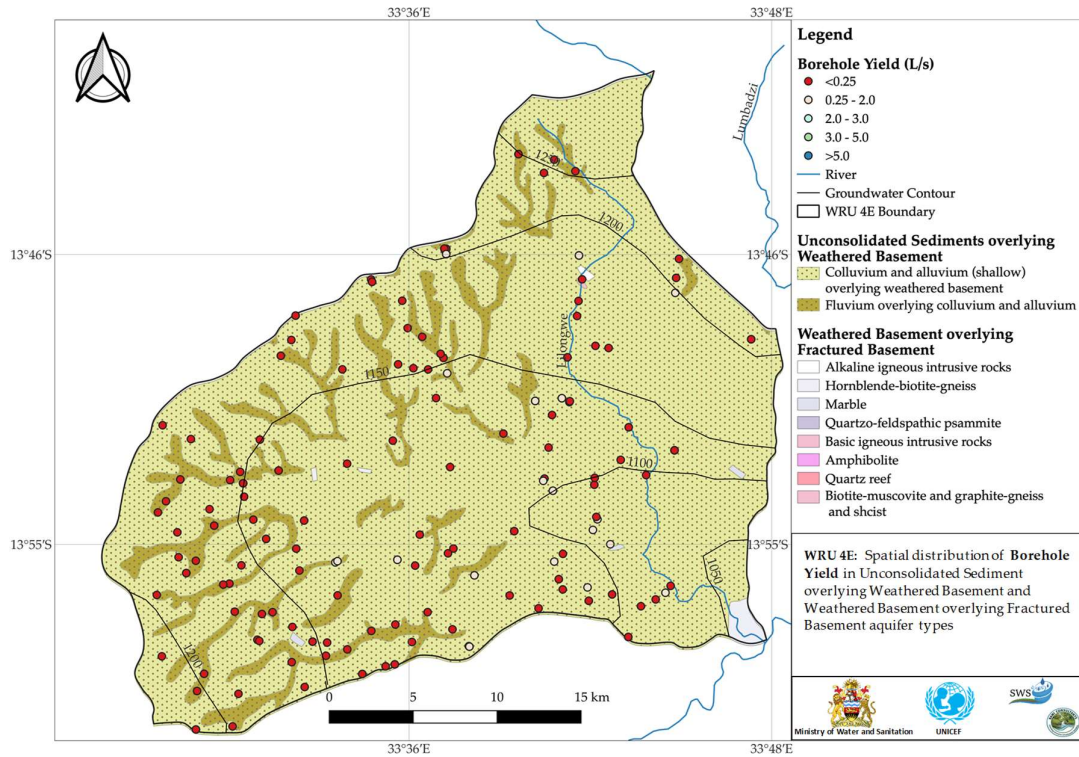 33°36′E
33°48′E
Legend
Borehole Yield (L/s)
<0.25
0.25 - 2.0
2.0 - 3.0
3.0 - 5.0
>5.0
River
Groundwater Contour
WRU 4E Boundary
Unconsolidated Sediments overlying
Weathered Basement
Colluvium and alluvium (shallow)
overlying weathered basement
Fluvium overlying colluvium and alluvium
Weathered Basement overlying
Fractured Basement
Alkaline igneous intrusive rocks
Hornblende-biotite-gneiss
Marble
Quartzo-feldspathic psammite
Basic igneous intrusive rocks
Amphibolite
Quartz reef
Biotite-muscovite and graphite-gneiss
and shcist
WRU 4E: Spatial distribution of Borehole
Yield in Unconsolidated Sediment
overlying Weathered Basement and
Weathered Basement overlying Fractured
Basement aquifer types
Ministry of Water and Sanitation
UNICEF
SWS
Lumbadzi
1200
13°46′S
13°46′S
1150
1100
13°55′S
13°55′S
1050
1200
0
5
10
15 km
33°36′E
33°48′E